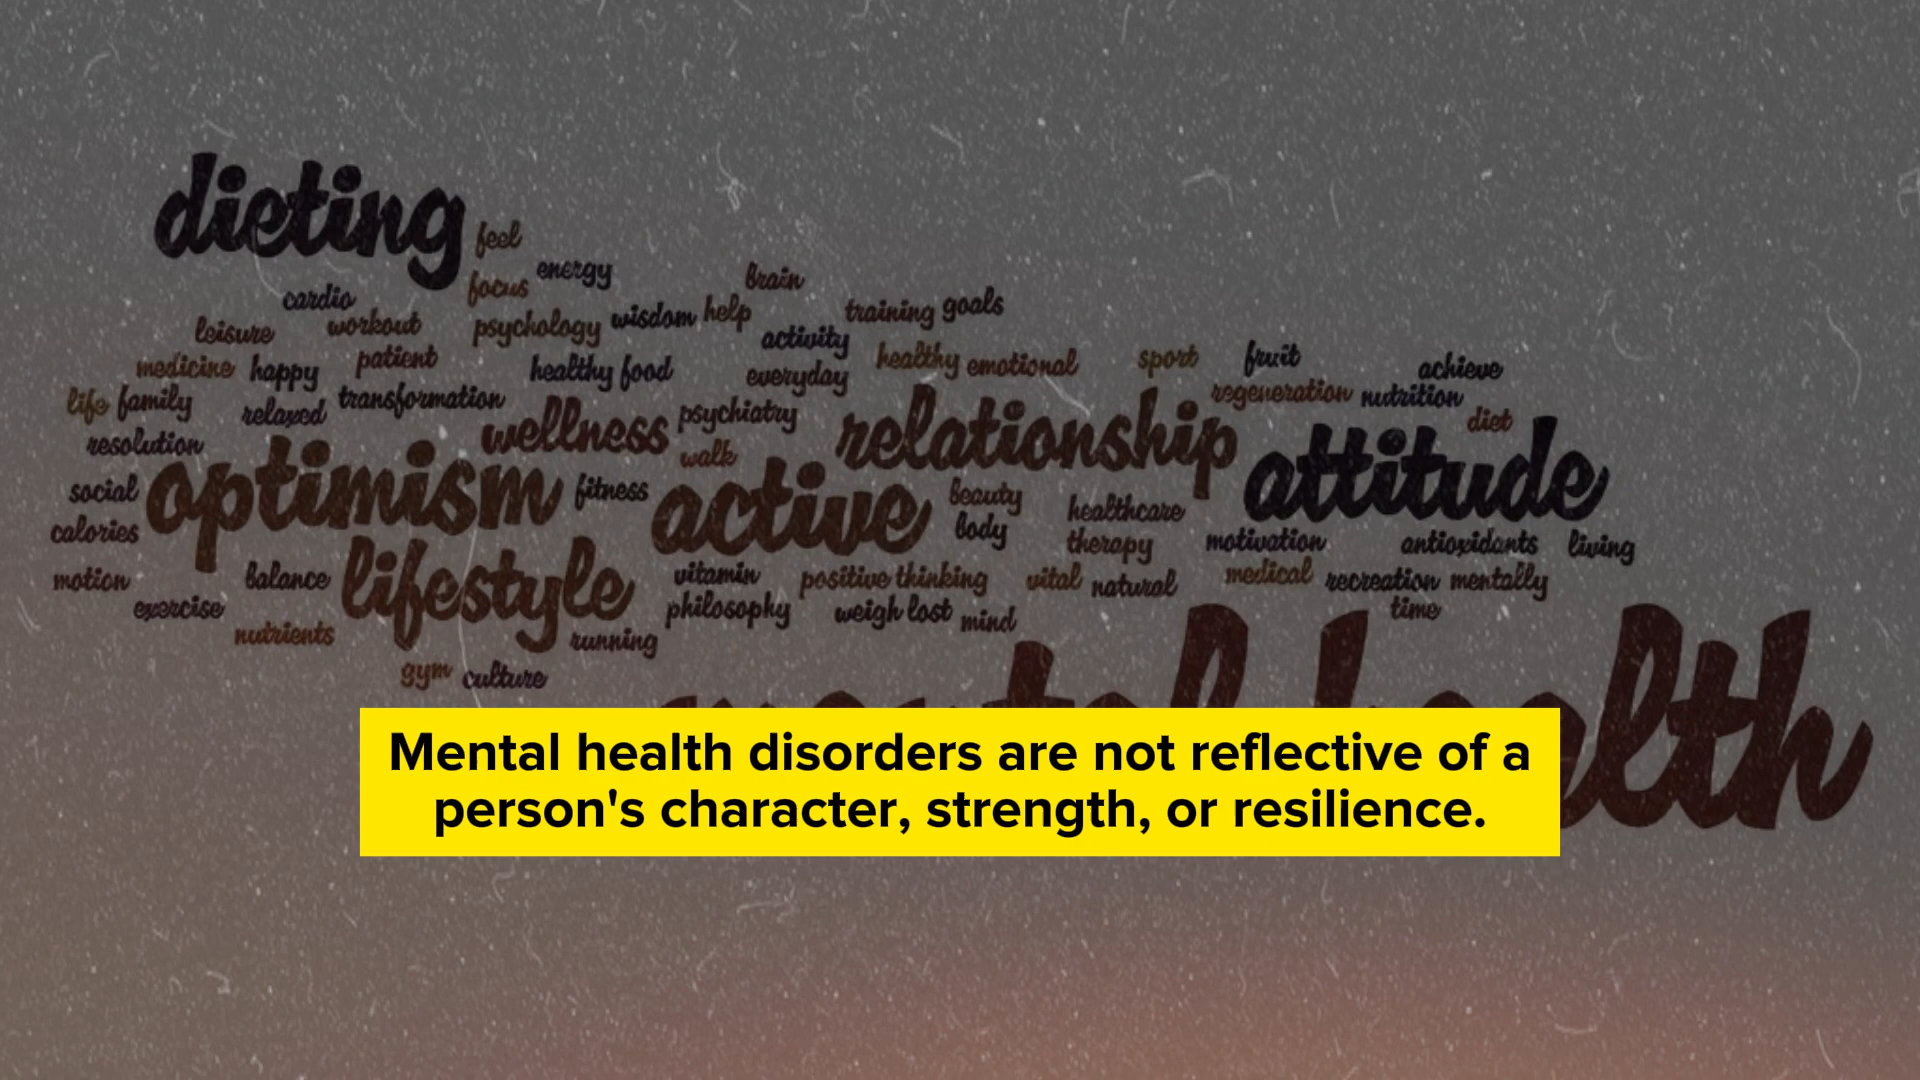 dieting
feel
energy
focus
brain
cardio
training goals
leisure
workout
psychology
wisdom
help
activity
medicine
happy
patient
healthy food
everyday
healthy
emotional
sport
fruit
achieve
life
family
relaxed
transformation
wellness
psychiatry
relationship
regeneration
nutrition
diet
resolution
walk
attitude
social
optimism
fitness
active
beauty
body
healthcare
calories
therapy
motivation
antioxidants
living
motion
balance
lifestyle
vitamin
positive thinking
vital
natural
medical
recreation
mentally
exercise
philosophy
weigh lost
mind
time
nutrients
running
gym
culture
mental health
Mental health disorders are not reflective of a
person's character, strength, or resilience.